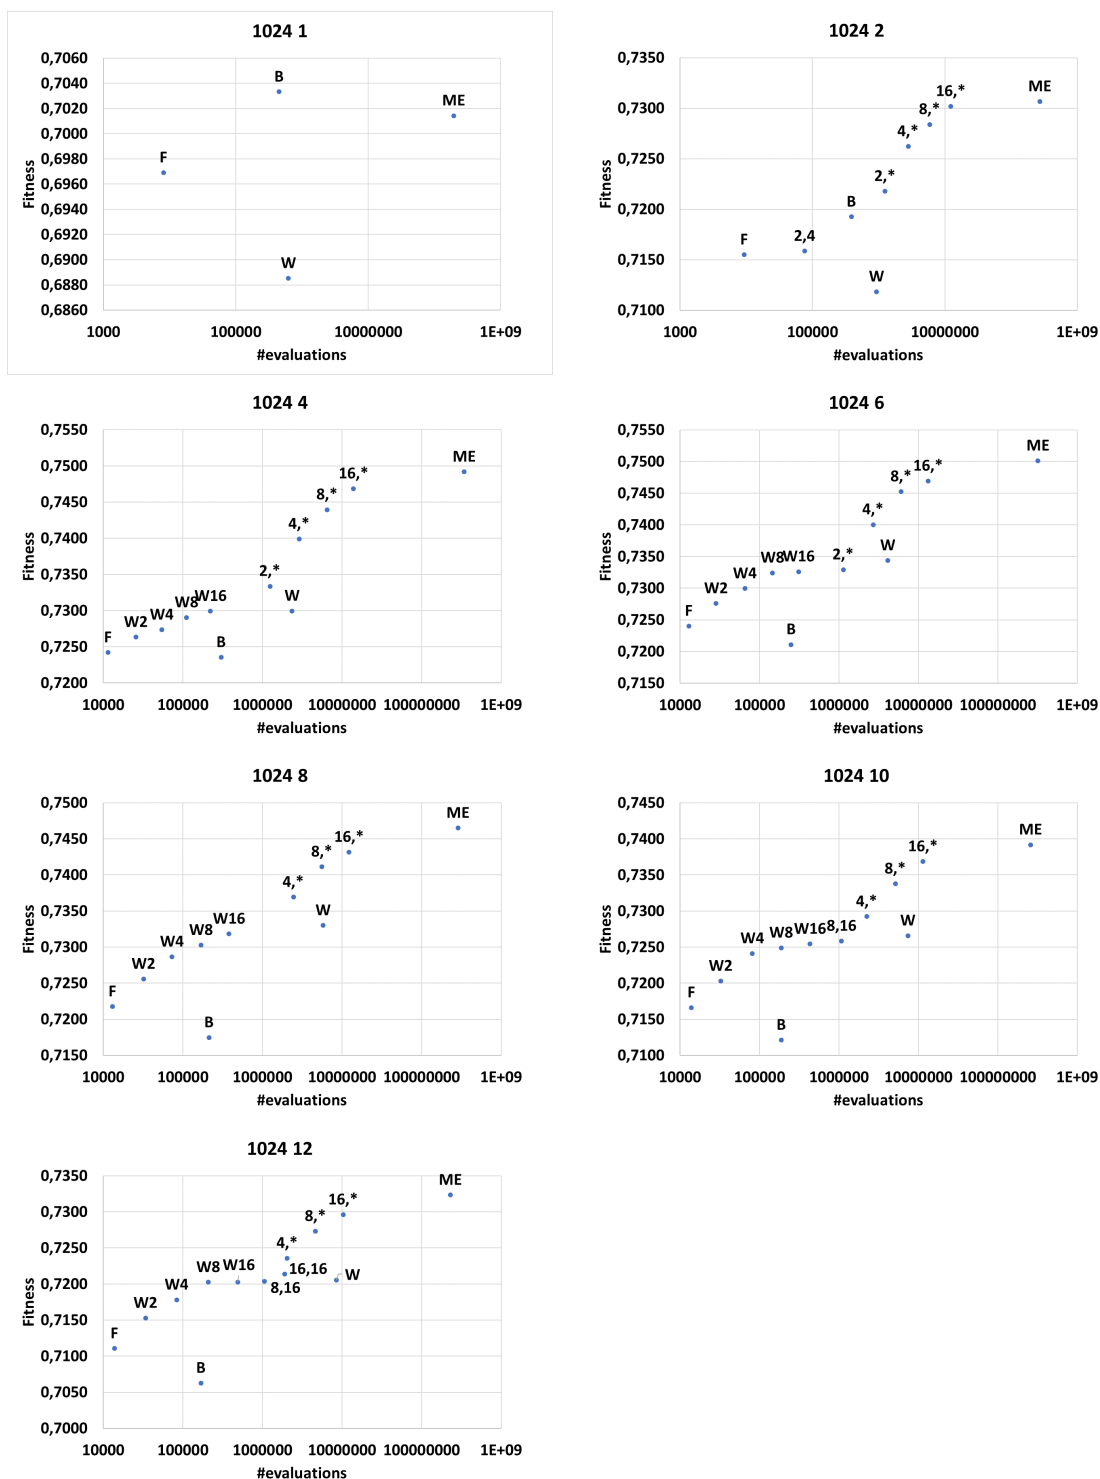 1024 1
0,7060
0,7040
0,7020
0,7000
0,6980
0,6960
0,6940
0,6920
0,6900
0,6880
0,6860
Fitness
B
ME
F
W
1000 100000 10000000 1E+09
#evaluations
1024 2
0,7350
0,7300
0,7250
0,7200
0,7150
0,7100
Fitness
ME
16,*
8,*
4,*
2,*
B
2,4
F
W
1000 100000 10000000 1E+09
#evaluations
1024 4
0,7550
0,7500
0,7450
0,7400
0,7350
0,7300
0,7250
0,7200
Fitness
ME
16,*
8,*
4,*
2,*
W
W16
W8
W4
W2
F
B
10000 100000 1000000 10000000 100000000 1E+09
#evaluations
1024 6
0,7550
0,7500
0,7450
0,7400
0,7350
0,7300
0,7250
0,7200
0,7150
Fitness
ME
16,*
8,*
4,*
W
2,*
W16
W8
W4
W2
F
B
10000 100000 1000000 10000000 100000000 1E+09
#evaluations
1024 8
0,7500
0,7450
0,7400
0,7350
0,7300
0,7250
0,7200
0,7150
Fitness
ME
16,*
8,*
4,*
W
W16
W8
W4
W2
F
B
10000 100000 1000000 10000000 100000000 1E+09
#evaluations
1024 10
0,7450
0,7400
0,7350
0,7300
0,7250
0,7200
0,7150
0,7100
Fitness
ME
16,*
8,*
4,*
W
8,16
W16
W8
W4
W2
F
B
10000 100000 1000000 10000000 100000000 1E+09
#evaluations
1024 12
0,7350
0,7300
0,7250
0,7200
0,7150
0,7100
0,7050
0,7000
Fitness
ME
16,*
8,*
4,*
16,16
W
8,16
W16
W8
W4
W2
F
B
10000 100000 1000000 10000000 100000000 1E+09
#evaluations